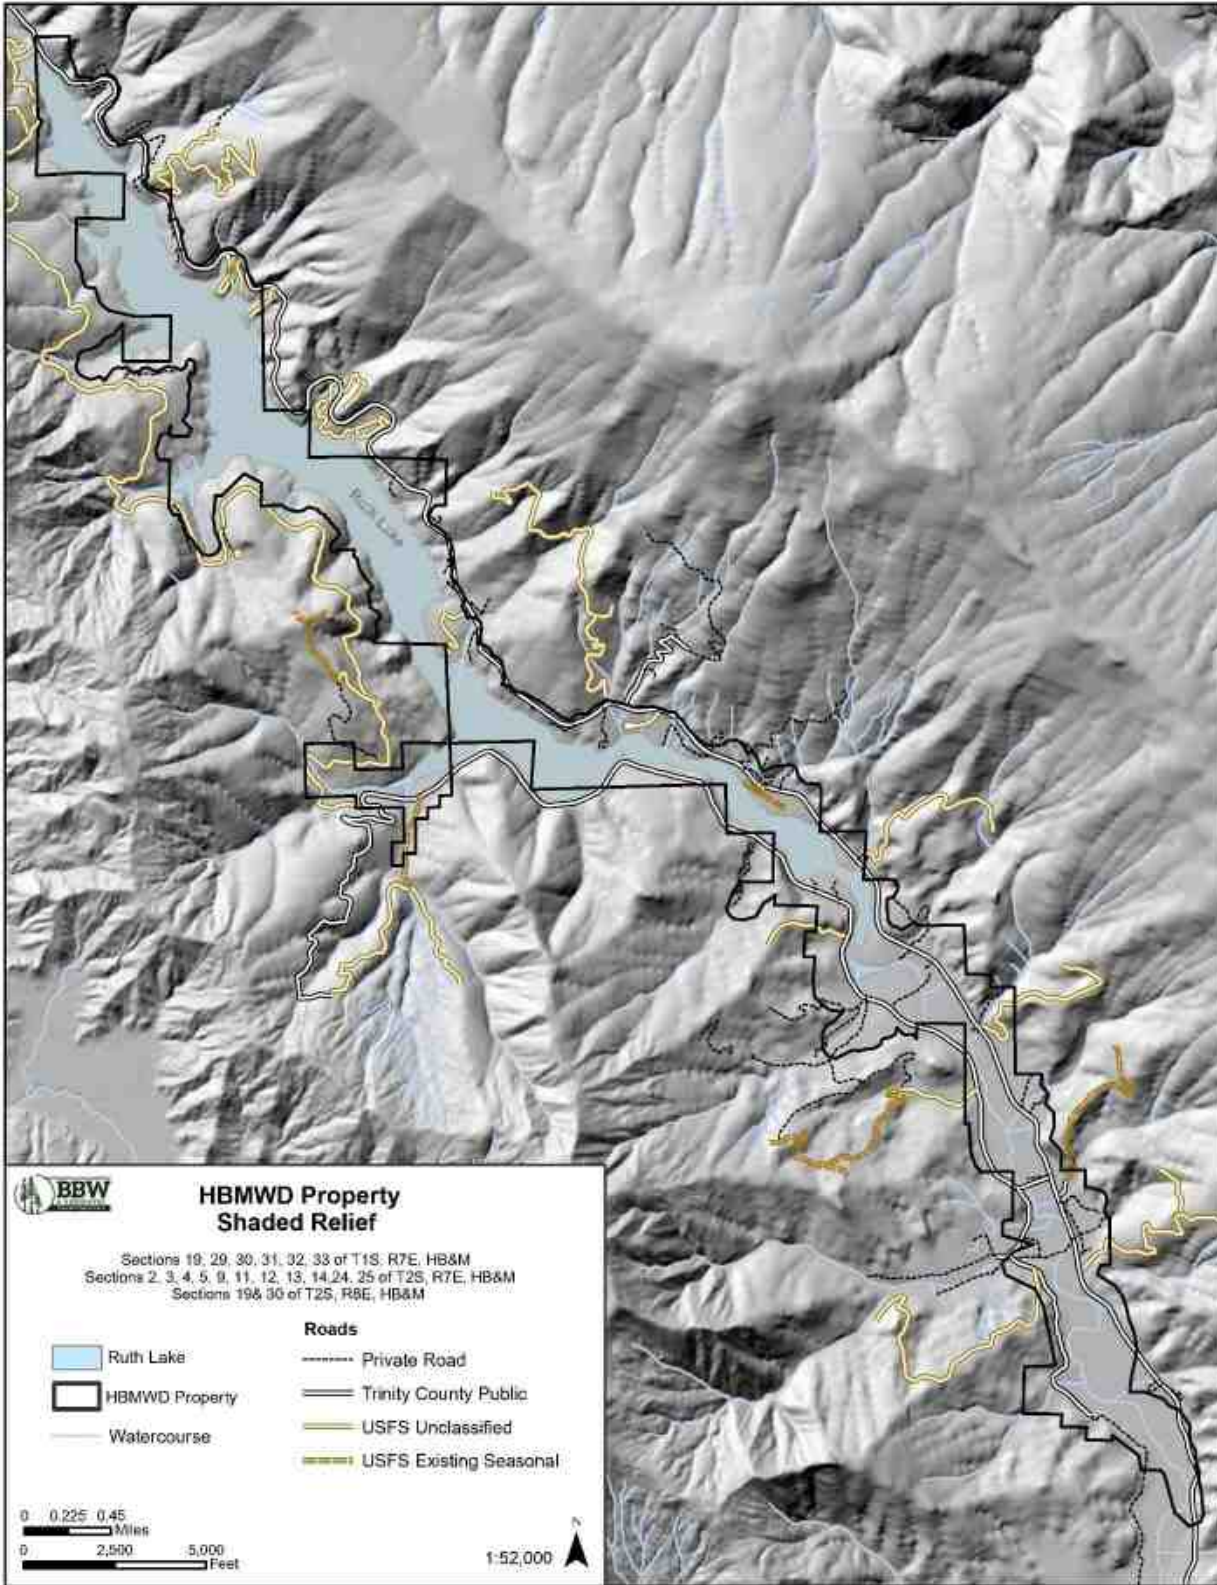 Ruth Lake
BBW
HBMWD Property
Shaded Relief
Sections 19, 29, 30, 31, 32, 33 of T1S, R7E, HB&M
Sections 2, 3, 4, 5, 9, 11, 12, 13, 14,24, 25 of T2S, R7E, HB&M
Sections 19& 30 of T2S, R8E, HB&M
Roads
Ruth Lake
HBMWD Property
Watercourse
Private Road
Trinity County Public
USFS Unclassified
USFS Existing Seasonal
0 0.225 0.45
Miles
0 2,500 5,000
Feet
1:52,000
N